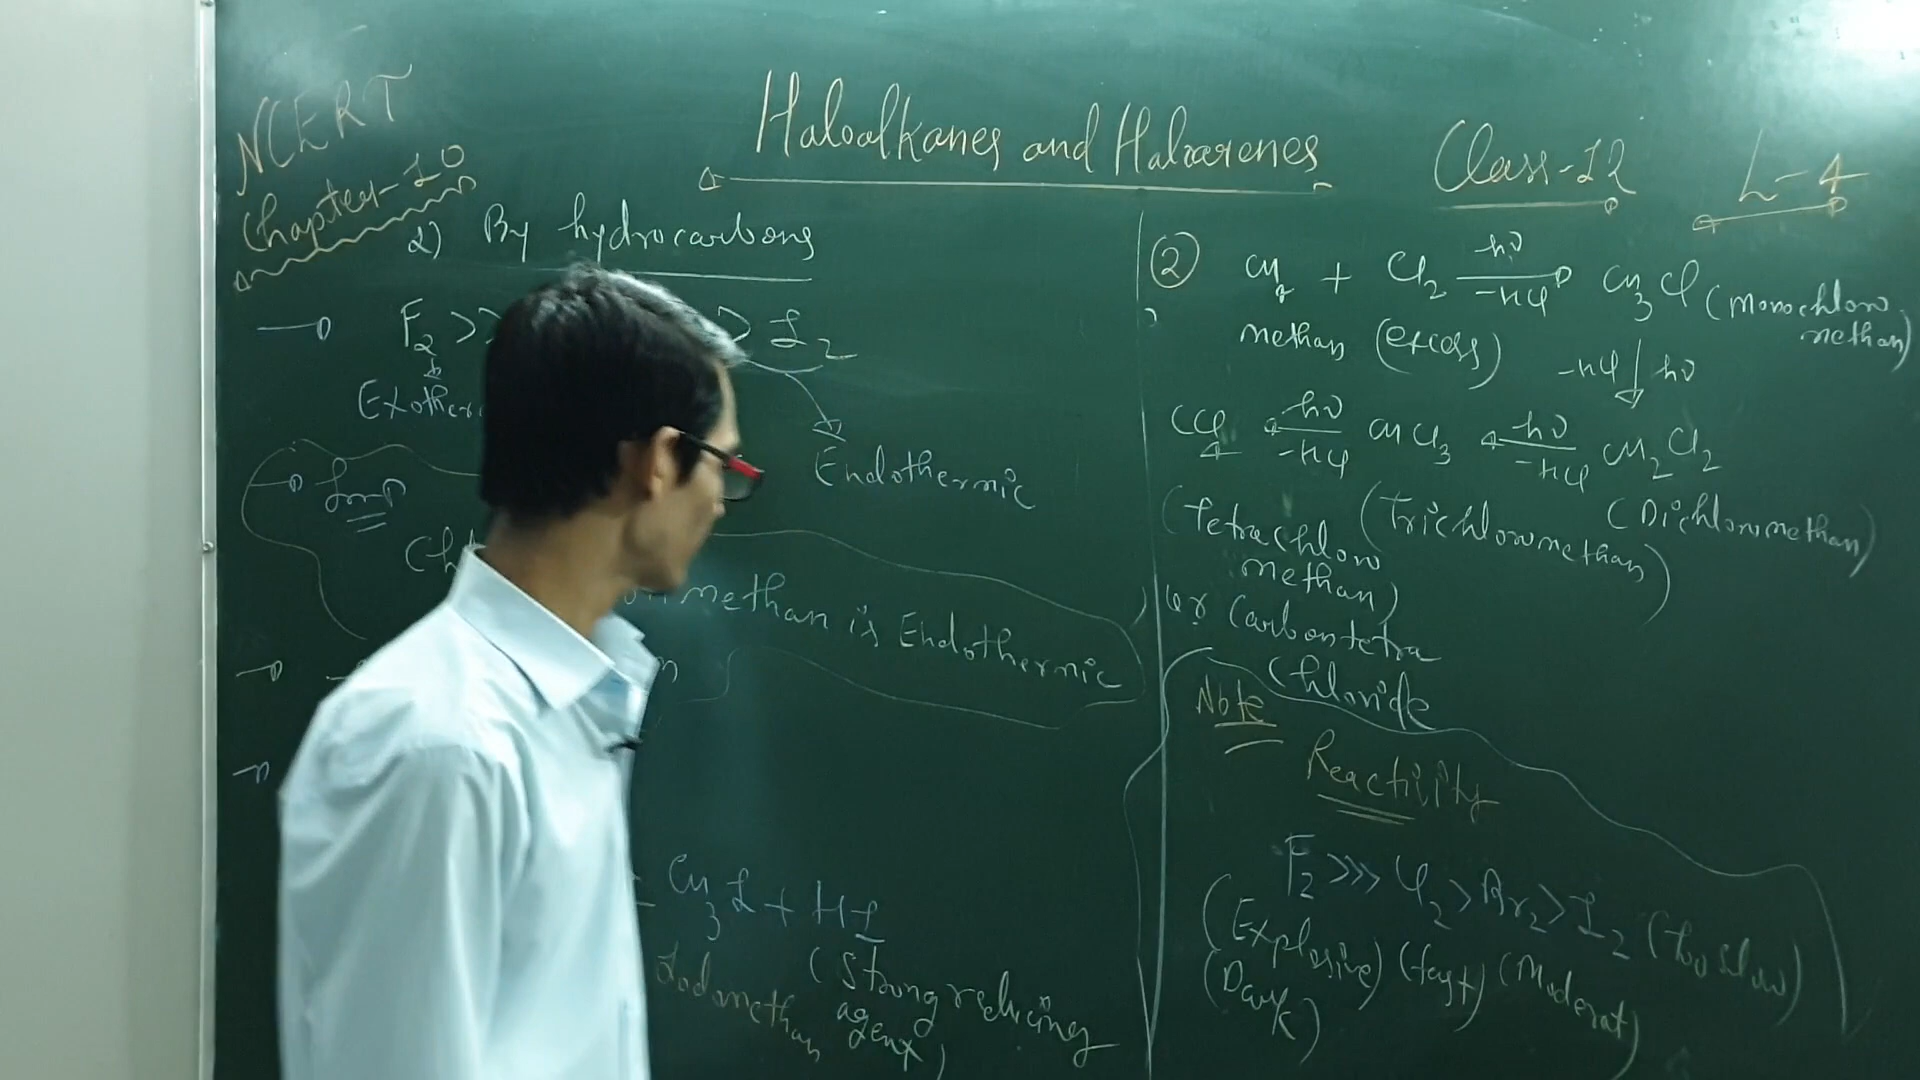 NCERT
Chapter-10
Haloalkanes and Haloarenes
Class-12
L-4
2) By hydrocarbons
F2 >> > I2
Exother
Endothermic
Imp
methan is Endothermic
CH3I + HI
Iodomethan
(Strong reducing
agent)
② CH4 + Cl2 hν -HCl CH3Cl (Monochloro
methan)
methan (excess)
-HCl hν
CCl4 hν -HCl CHCl3 hν -HCl CH2Cl2
(Tetrachloro
methan)
(Trichloromethan)
(Dichloromethan)
or Carbontetra
Chloride
Note
Reactivity
F2 >>> Cl2 > Br2 > I2 (too slow)
(Explosive) (fast) (Moderat)
(Dark)